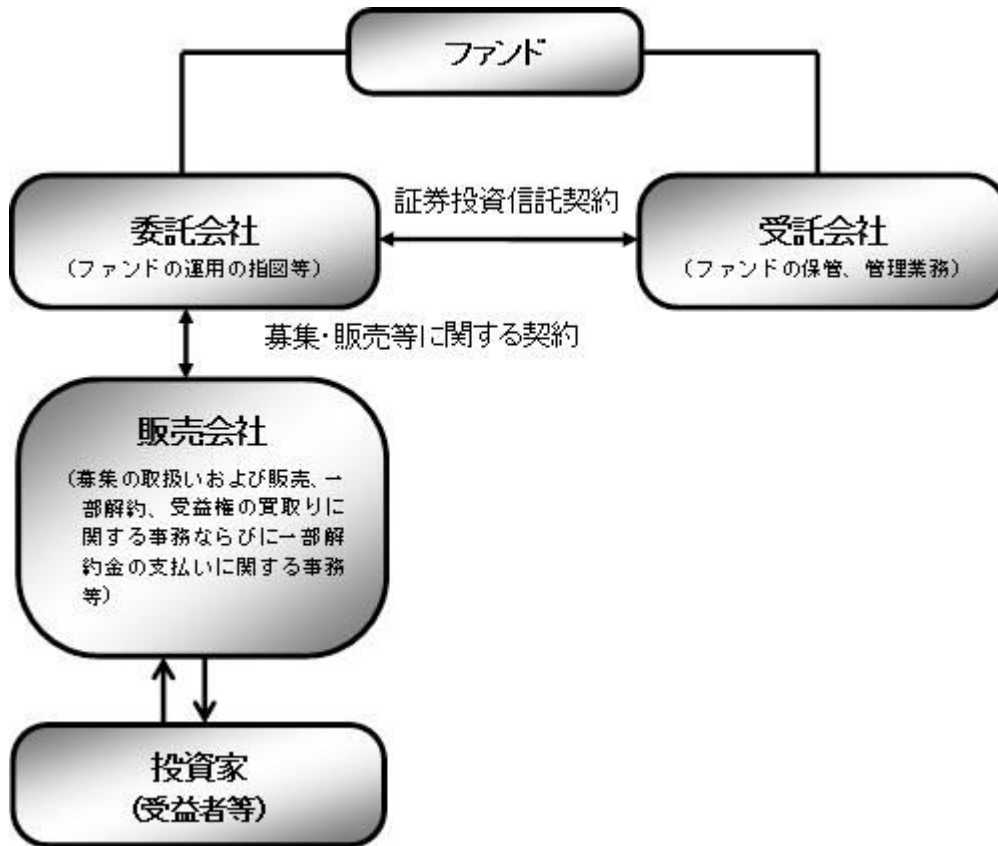 ファンド
証券投資信託契約
委託会社
(ファンドの運用の指図等)
受託会社
(ファンドの保管、管理業務)
募集・販売等に関する契約
販売会社
(募集の取扱いおよび販売、一
部解約、受益権の買取りに
関する事務ならびに一部解
約金の支払いに関する事務
等)
投資家
(受益者等)